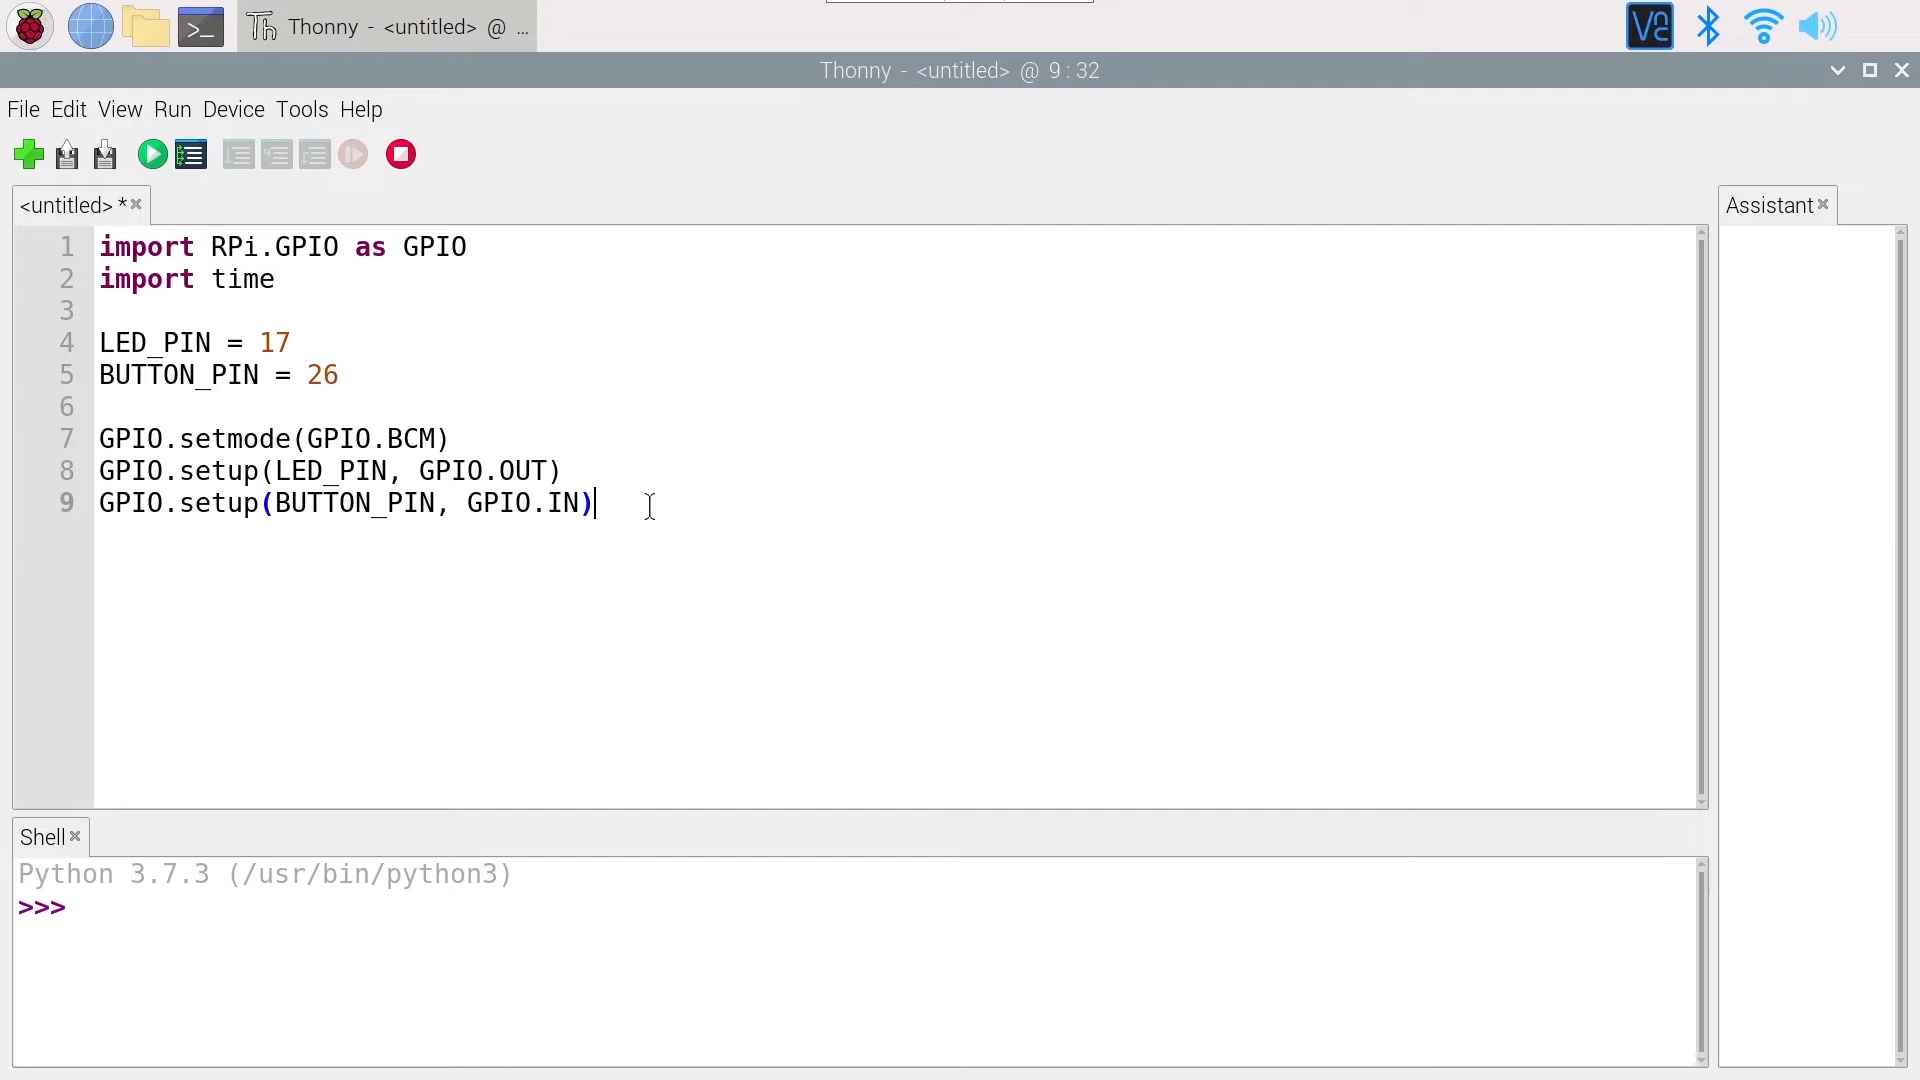 Thonny - <untitled> @ ...
Thonny - <untitled> @ 9:32
File Edit View Run Device Tools Help
<untitled> *
Assistant
1 import RPi.GPIO as GPIO
2 import time
3
4 LED_PIN = 17
5 BUTTON_PIN = 26
6
7 GPIO.setmode(GPIO.BCM)
8 GPIO.setup(LED_PIN, GPIO.OUT)
9 GPIO.setup(BUTTON_PIN, GPIO.IN)
Shell
Python 3.7.3 (/usr/bin/python3)
>>>